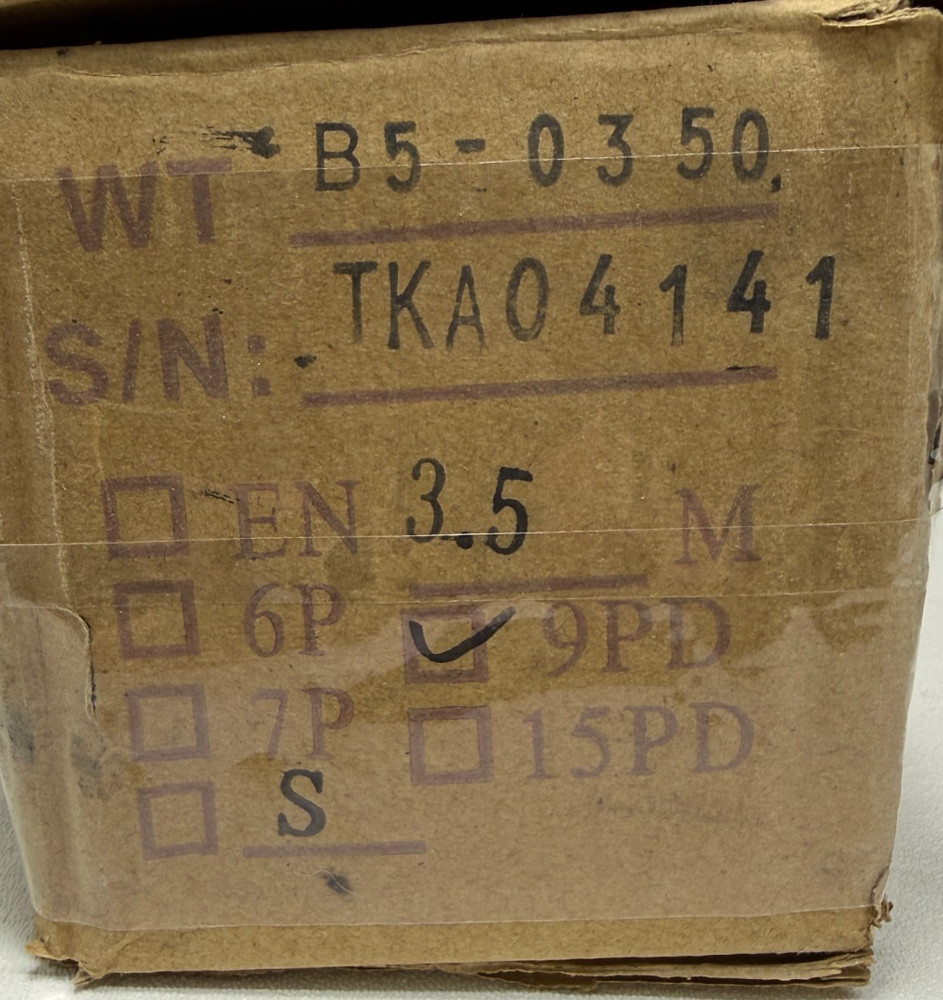 WT B5-0350
S/N: TKA04141
☐ EN 3.5 M
☐ 6P ☑ 9PD
☐ 7P ☐ 15PD
☐ S